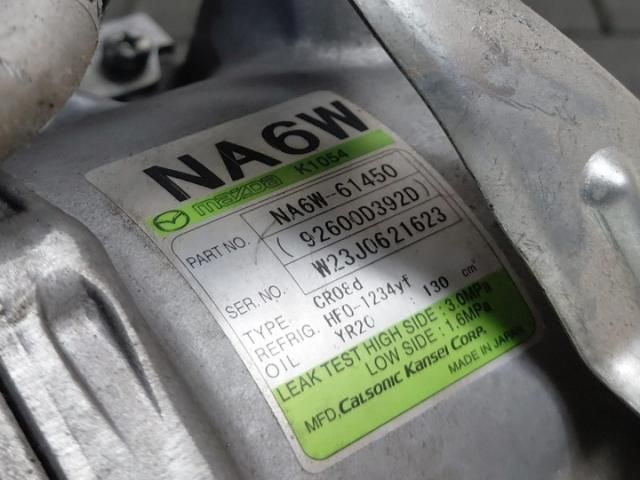 NA6W
mazda K1054
PART NO. NA6W-61450
(92600D392D)
SER. NO. W23J0621623
TYPE CR08d
REFRIG. HFO-1234yf
OIL YR20 : 130 cm³
LEAK TEST HIGH SIDE : 3.0MPa
LOW SIDE : 1.6MPa
MFD, Calsonic Kansei Corp.
MADE IN JAPAN